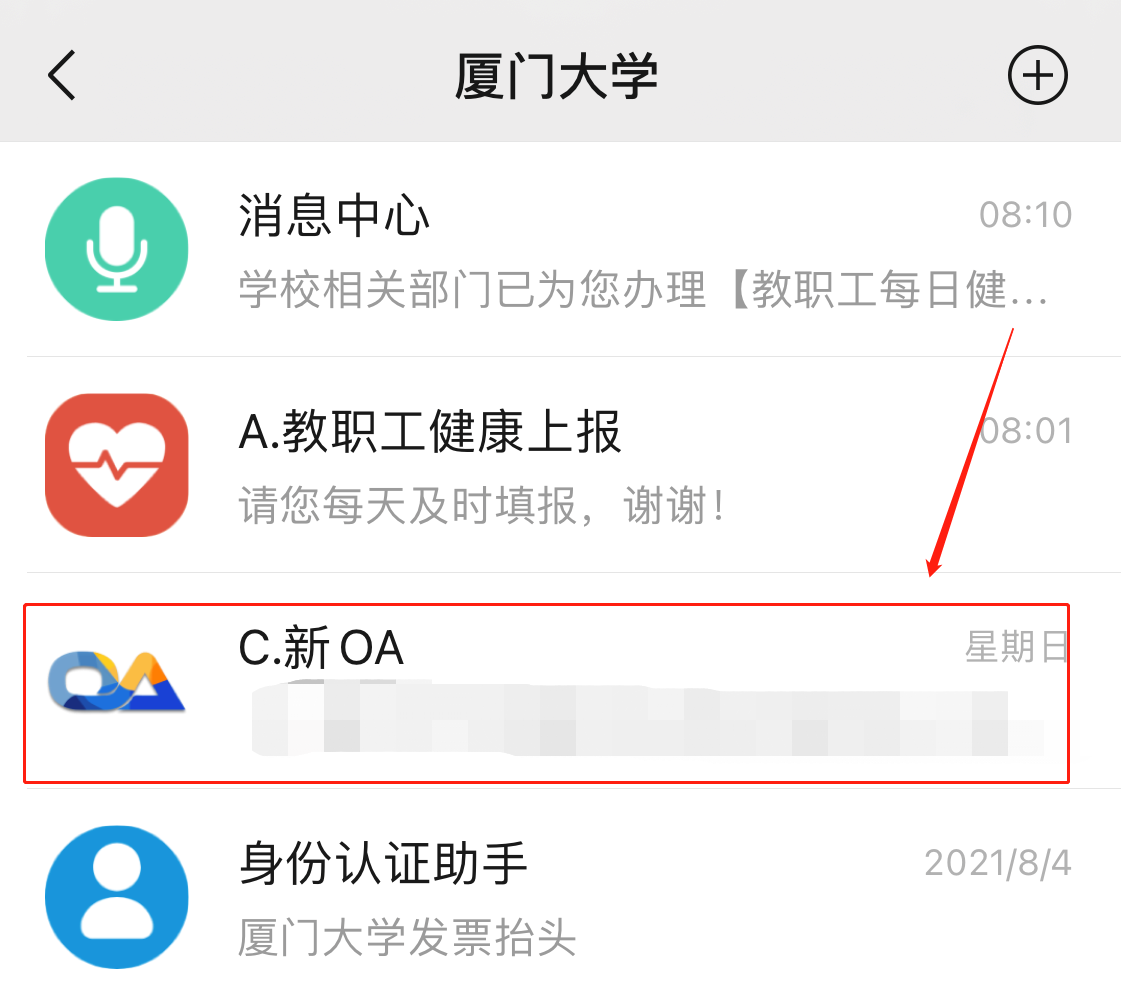 厦门大学
消息中心
08:10
学校相关部门已为您办理【教职工每日健...
A.教职工健康上报
08:01
请您每天及时填报，谢谢！
C.新OA
星期日
OA
身份认证助手
2021/8/4
厦门大学发票抬头